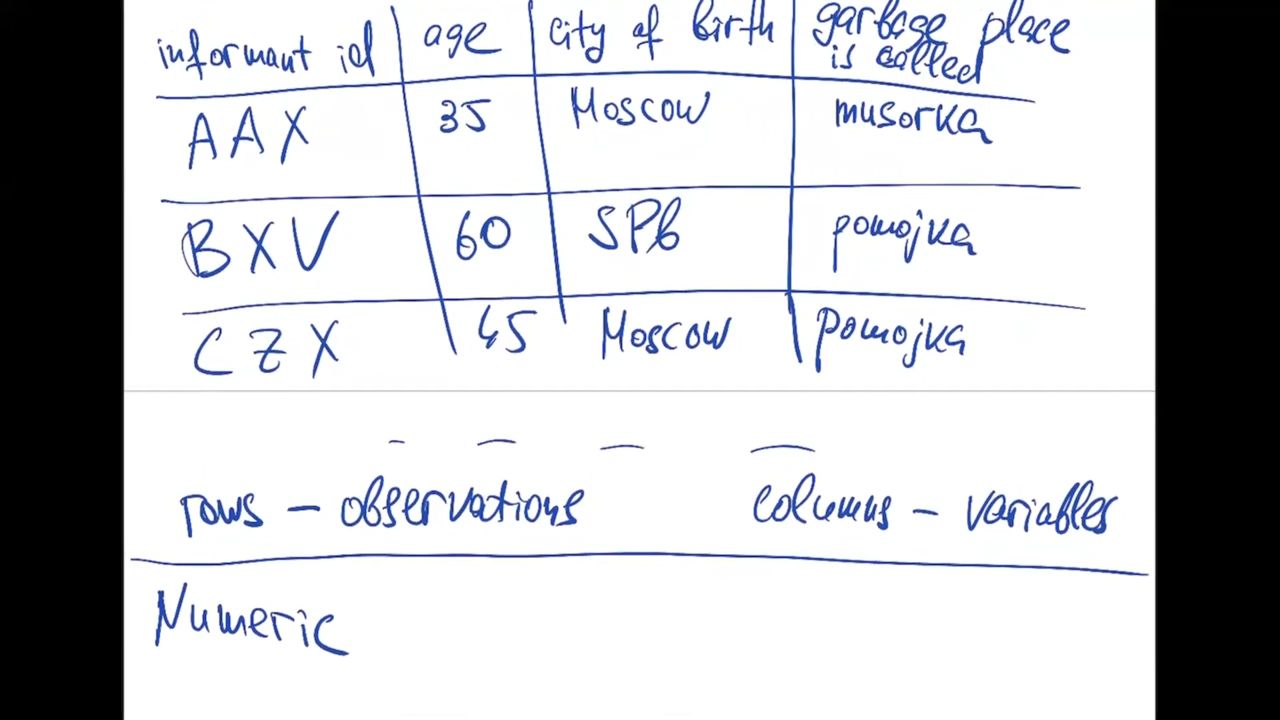 informant id age city of birth garbage place
is called
AAX 35 Moscow musorka
BXV 60 SPb pomojka
CZX 45 Moscow pomojka
rows – observations columns – variables
Numeric